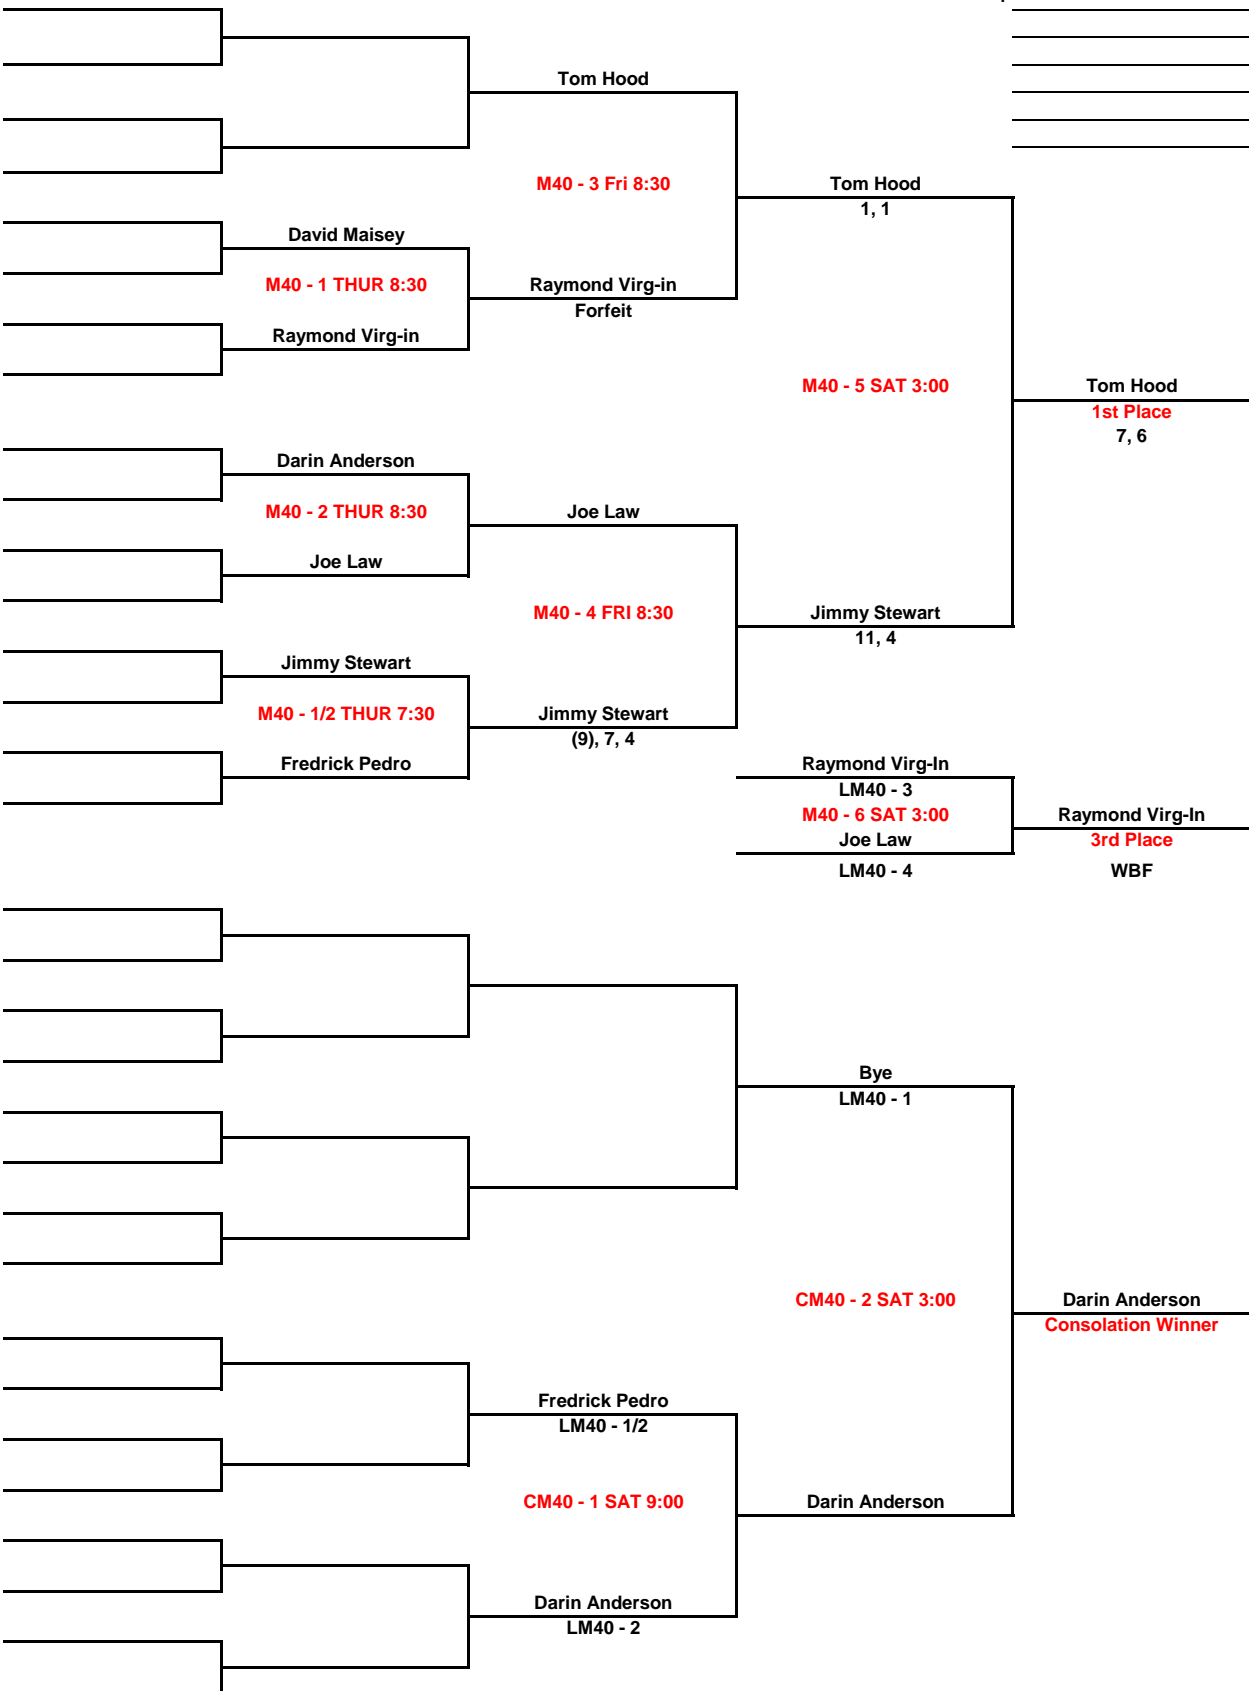 Tom Hood
M40 - 3 Fri 8:30
Tom Hood
1, 1
David Maisey
M40 - 1 THUR 8:30
Raymond Virg-in
Forfeit
Raymond Virg-in
M40 - 5 SAT 3:00
Tom Hood
1st Place
7, 6
Darin Anderson
M40 - 2 THUR 8:30
Joe Law
Joe Law
M40 - 4 FRI 8:30
Jimmy Stewart
11, 4
Jimmy Stewart
M40 - 1/2 THUR 7:30
Jimmy Stewart
(9), 7, 4
Fredrick Pedro
Raymond Virg-In
LM40 - 3
M40 - 6 SAT 3:00
Raymond Virg-In
Joe Law
3rd Place
LM40 - 4
WBF
Bye
LM40 - 1
CM40 - 2 SAT 3:00
Darin Anderson
Consolation Winner
Fredrick Pedro
LM40 - 1/2
CM40 - 1 SAT 9:00
Darin Anderson
Darin Anderson
LM40 - 2